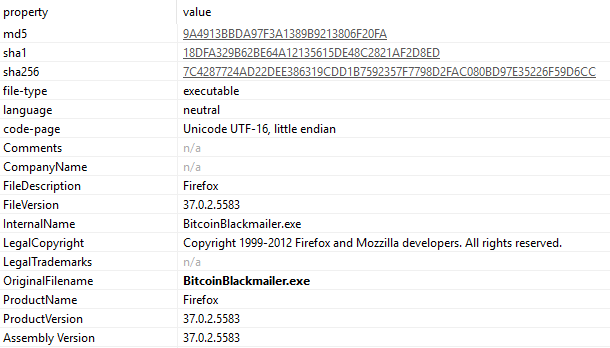 property value
md5 9A4913BBDA97F3A1389B9213806F20FA
sha1 18DFA329B62BE64A12135615DE48C2821AF2D8ED
sha256 7C4287724AD22DEE386319CDD1B7592357F7798D2FAC080BD97E35226F59D6CC
file-type executable
language neutral
code-page Unicode UTF-16, little endian
Comments n/a
CompanyName n/a
FileDescription Firefox
FileVersion 37.0.2.5583
InternalName BitcoinBlackmailer.exe
LegalCopyright Copyright 1999-2012 Firefox and Mozzilla developers. All rights reserved.
LegalTrademarks n/a
OriginalFilename BitcoinBlackmailer.exe
ProductName Firefox
ProductVersion 37.0.2.5583
Assembly Version 37.0.2.5583